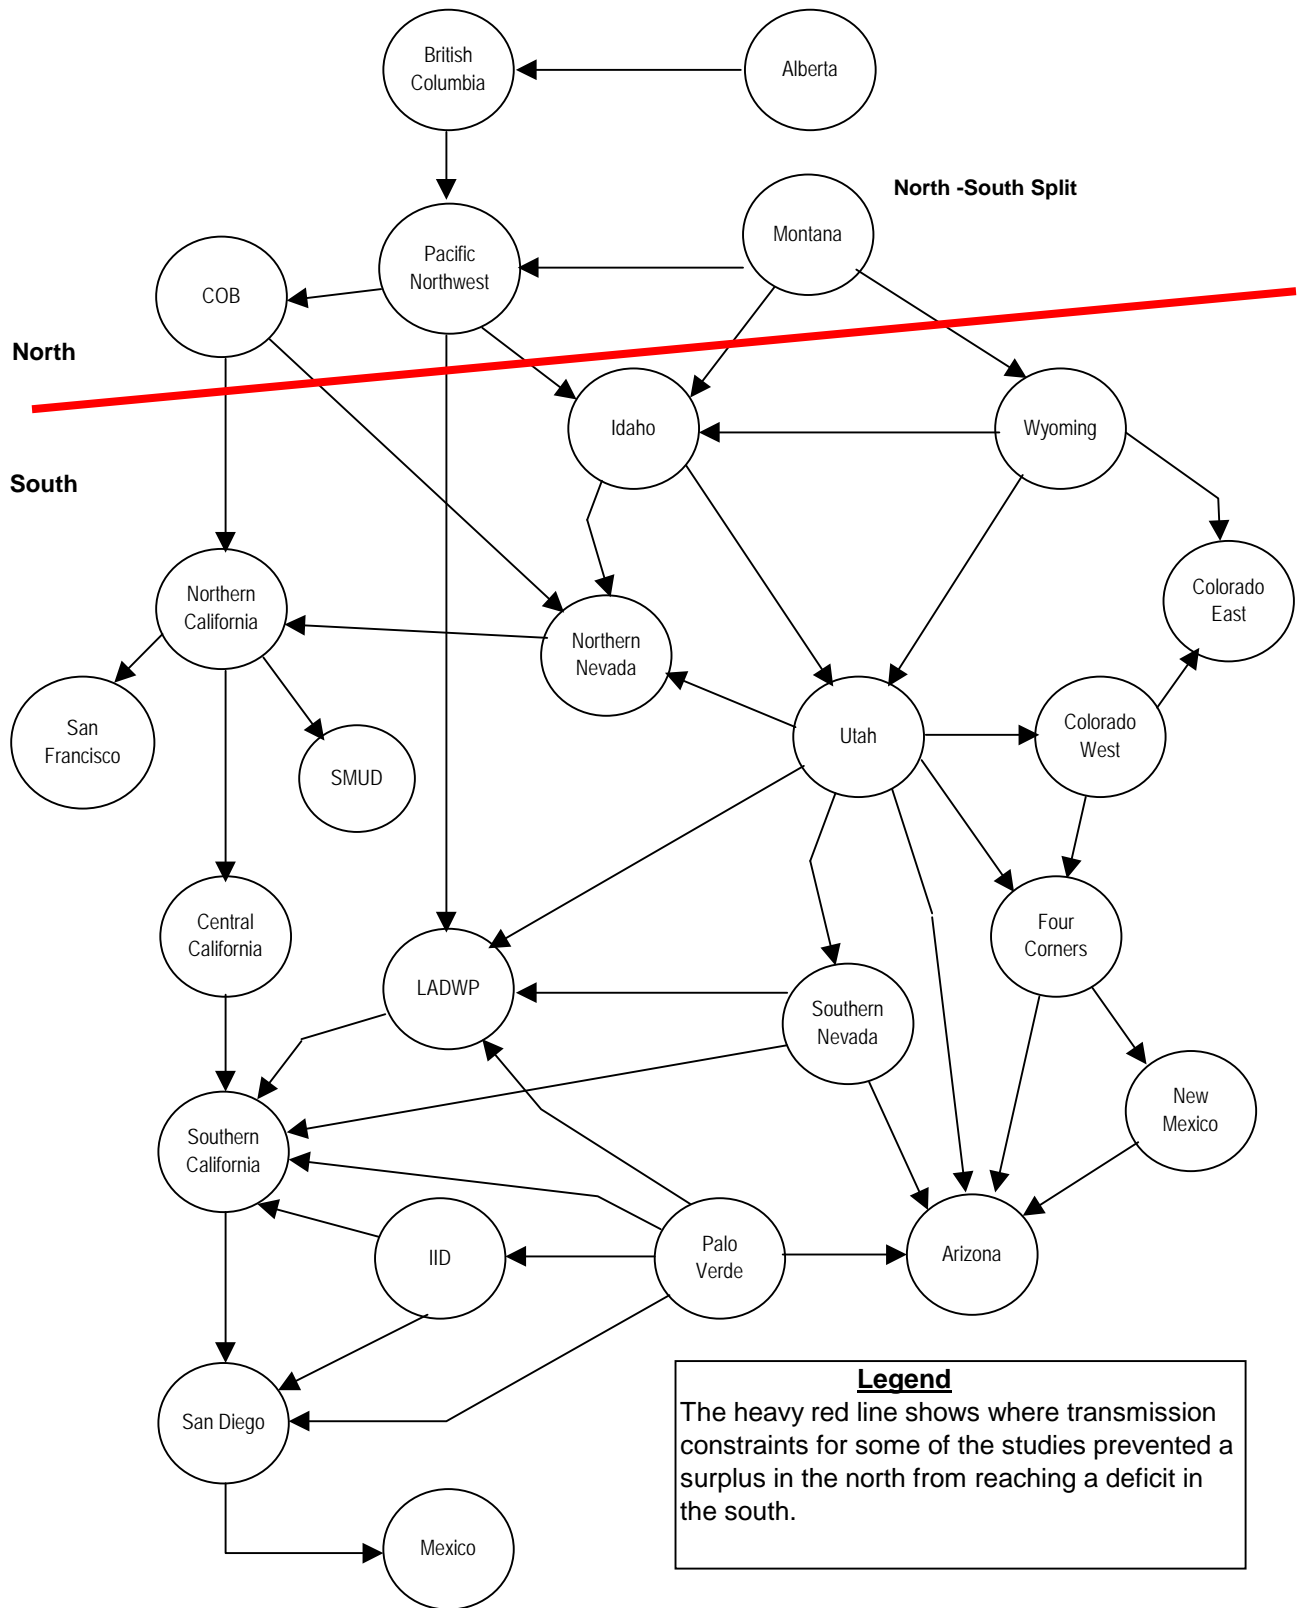 British
Columbia
Alberta
North -South Split
Montana
Pacific
Northwest
COB
North
Idaho
Wyoming
South
Colorado
East
Northern
California
Northern
Nevada
San
Francisco
SMUD
Utah
Colorado
West
Central
California
Four
Corners
LADWP
Southern
Nevada
New
Mexico
Southern
California
IID
Palo
Verde
Arizona
San Diego
Mexico
Legend
The heavy red line shows where transmission
constraints for some of the studies prevented a
surplus in the north from reaching a deficit in
the south.